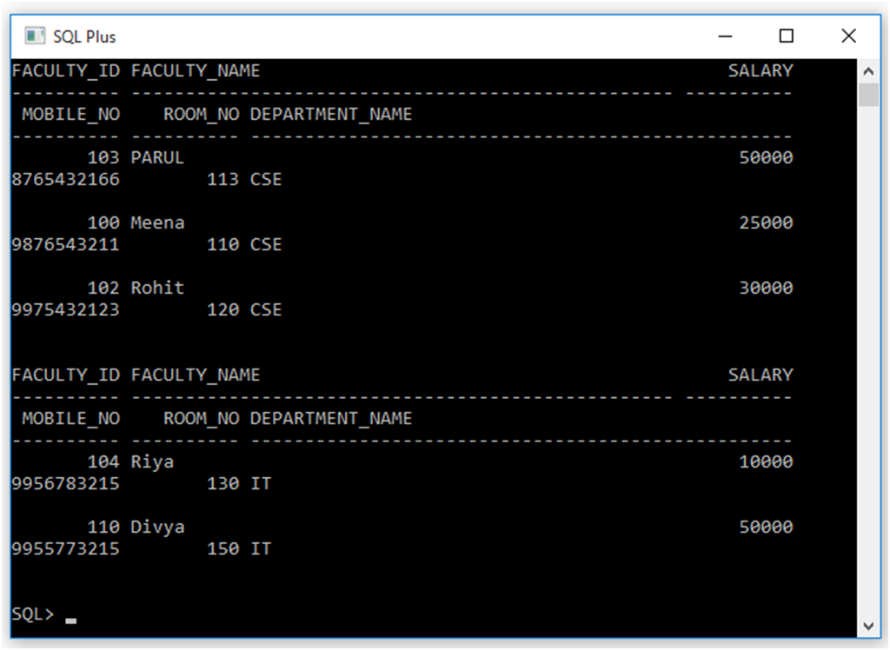 SQL Plus
FACULTY_ID FACULTY_NAME SALARY
---------- -------------------------------------------------- ----------
MOBILE_NO ROOM_NO DEPARTMENT_NAME
---------- ---------- --------------------------------------------------
103 PARUL 50000
8765432166 113 CSE
100 Meena 25000
9876543211 110 CSE
102 Rohit 30000
9975432123 120 CSE
FACULTY_ID FACULTY_NAME SALARY
---------- -------------------------------------------------- ----------
MOBILE_NO ROOM_NO DEPARTMENT_NAME
---------- ---------- --------------------------------------------------
104 Riya 10000
9956783215 130 IT
110 Divya 50000
9955773215 150 IT
SQL> _